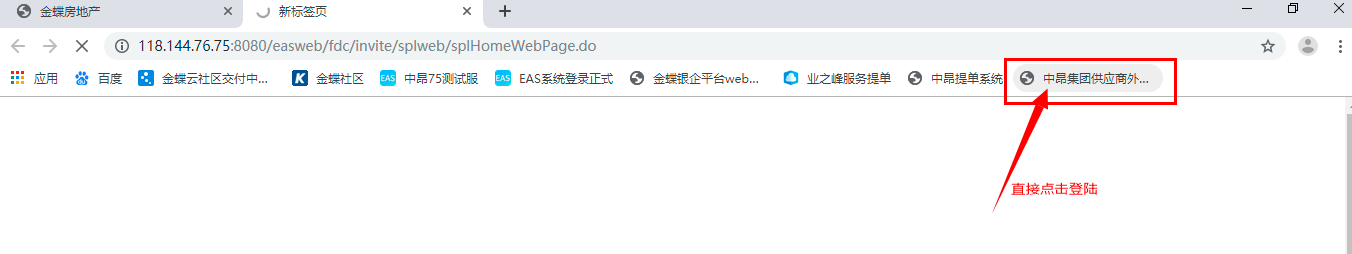 金蝶房地产
新标签页
118.144.76.75:8080/easweb/fdc/invite/splweb/splHomeWebPage.do
应用
百度
金蝶云社区交付中...
K
金蝶社区
EAS
中昂75测试服
EAS
EAS系统登录正式
金蝶银企平台web...
业之峰服务提单
中昂提单系统
中昂集团供应商外...
直接点击登陆